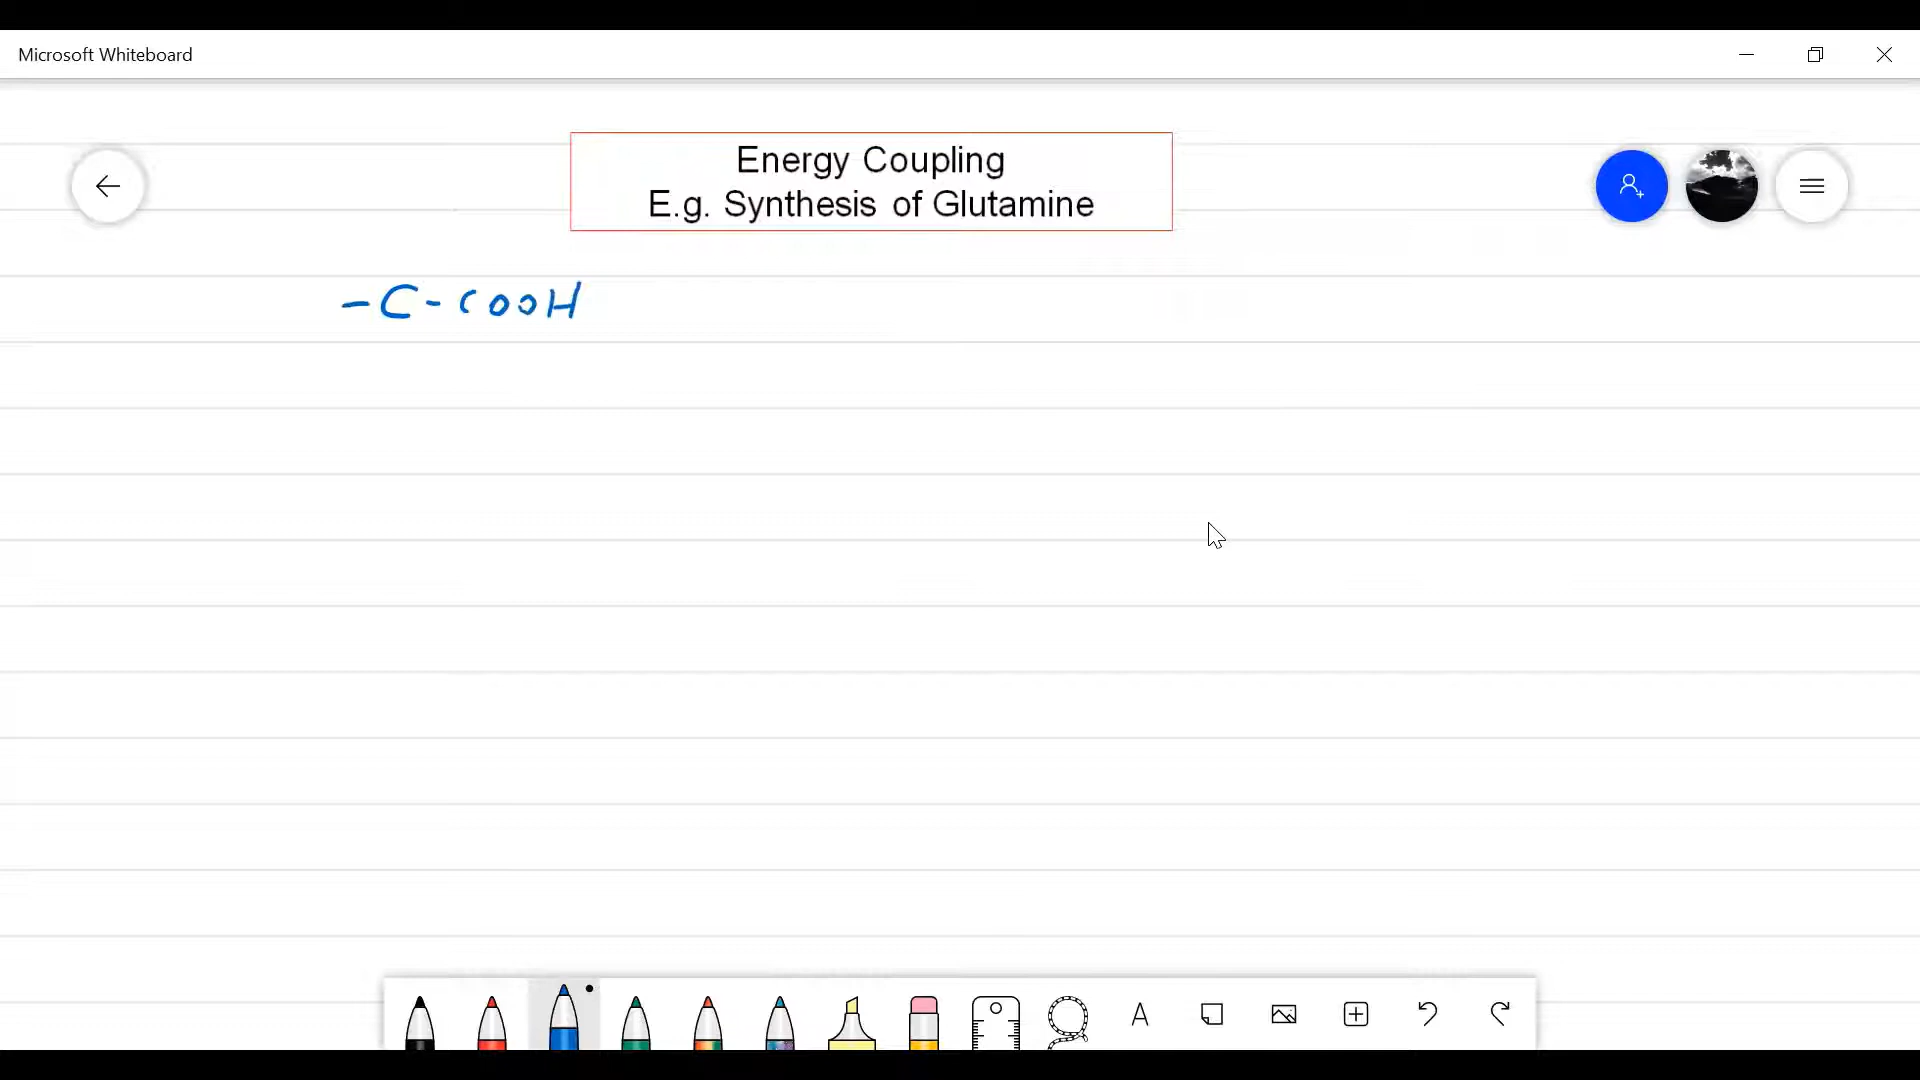 Microsoft Whiteboard
Energy Coupling
E.g. Synthesis of Glutamine
-C-COOH